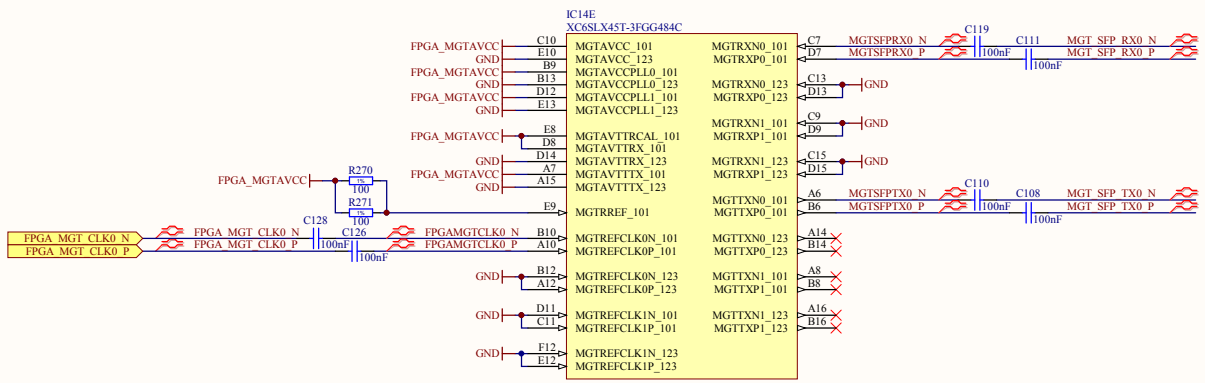 IC14E
XC6SLX45T-3FGG484C
FPGA_MGTAVCC C10 MGTAVCC_101
GND E10 MGTAVCC_123
FPGA_MGTAVCC B9 MGTAVCCPLL0_101
GND B13 MGTAVCCPLL0_123
FPGA_MGTAVCC D12 MGTAVCCPLL1_101
GND E13 MGTAVCCPLL1_123
FPGA_MGTAVCC E8 MGTAVTTRCAL_101
D8 MGTAVTTRX_101
GND D14 MGTAVTTRX_123
FPGA_MGTAVCC A7 MGTAVTTTX_101
GND A15 MGTAVTTTX_123
FPGA_MGTAVCC
R270
1%
100
R271
1%
100
E9 MGTRREF_101
FPGA_MGT_CLK0_N FPGA_MGT_CLK0_N C128 100nF FPGAMGTCLK0_N B10 MGTREFCLK0N_101
FPGA_MGT_CLK0_P FPGA_MGT_CLK0_P C126 100nF FPGAMGTCLK0_P A10 MGTREFCLK0P_101
GND B12 MGTREFCLK0N_123
A12 MGTREFCLK0P_123
GND D11 MGTREFCLK1N_101
C11 MGTREFCLK1P_101
GND F12 MGTREFCLK1N_123
E12 MGTREFCLK1P_123
MGTRXN0_101 C7 MGTSFPRX0_N C119 100nF MGT_SFP_RX0_N
MGTRXP0_101 D7 MGTSFPRX0_P C111 100nF MGT_SFP_RX0_P
MGTRXN0_123 C13 GND
MGTRXP0_123 D13
MGTRXN1_101 C9 GND
MGTRXP1_101 D9
MGTRXN1_123 C15 GND
MGTRXP1_123 D15
MGTTXN0_101 A6 MGTSFPTX0_N C110 100nF MGT_SFP_TX0_N
MGTTXP0_101 B6 MGTSFPTX0_P C108 100nF MGT_SFP_TX0_P
MGTTXN0_123 A14
MGTTXP0_123 B14
MGTTXN1_101 A8
MGTTXP1_101 B8
MGTTXN1_123 A16
MGTTXP1_123 B16